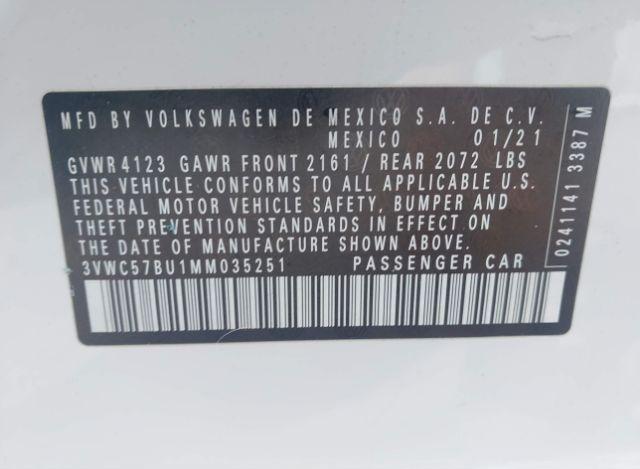 MFD BY VOLKSWAGEN DE MEXICO S.A. DE C.V.
MEXICO 01/21
GVWR 4123 GAWR FRONT 2161 / REAR 2072 LBS
THIS VEHICLE CONFORMS TO ALL APPLICABLE U.S.
FEDERAL MOTOR VEHICLE SAFETY, BUMPER AND
THEFT PREVENTION STANDARDS IN EFFECT ON
THE DATE OF MANUFACTURE SHOWN ABOVE.
3VWC57BU1MM035251 PASSENGER CAR
0241141 3387 M